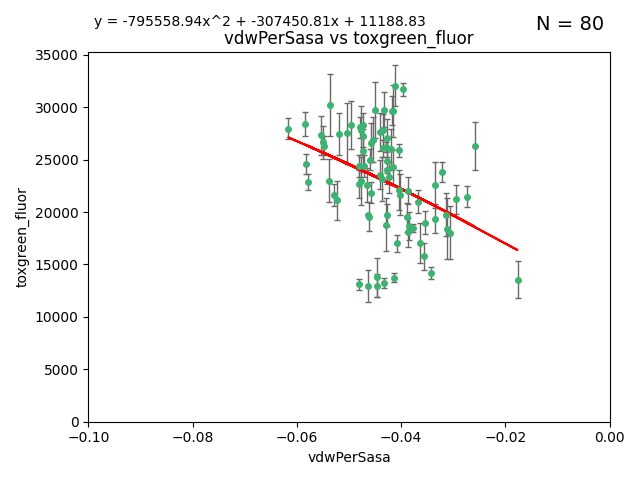 y = -795558.94x^2 + -307450.81x + 11188.83
N = 80
vdwPerSasa vs toxgreen_fluor
35000
30000
25000
20000
15000
10000
5000
0
toxgreen_fluor
−0.10 −0.08 −0.06 −0.04 −0.02 0.00
vdwPerSasa